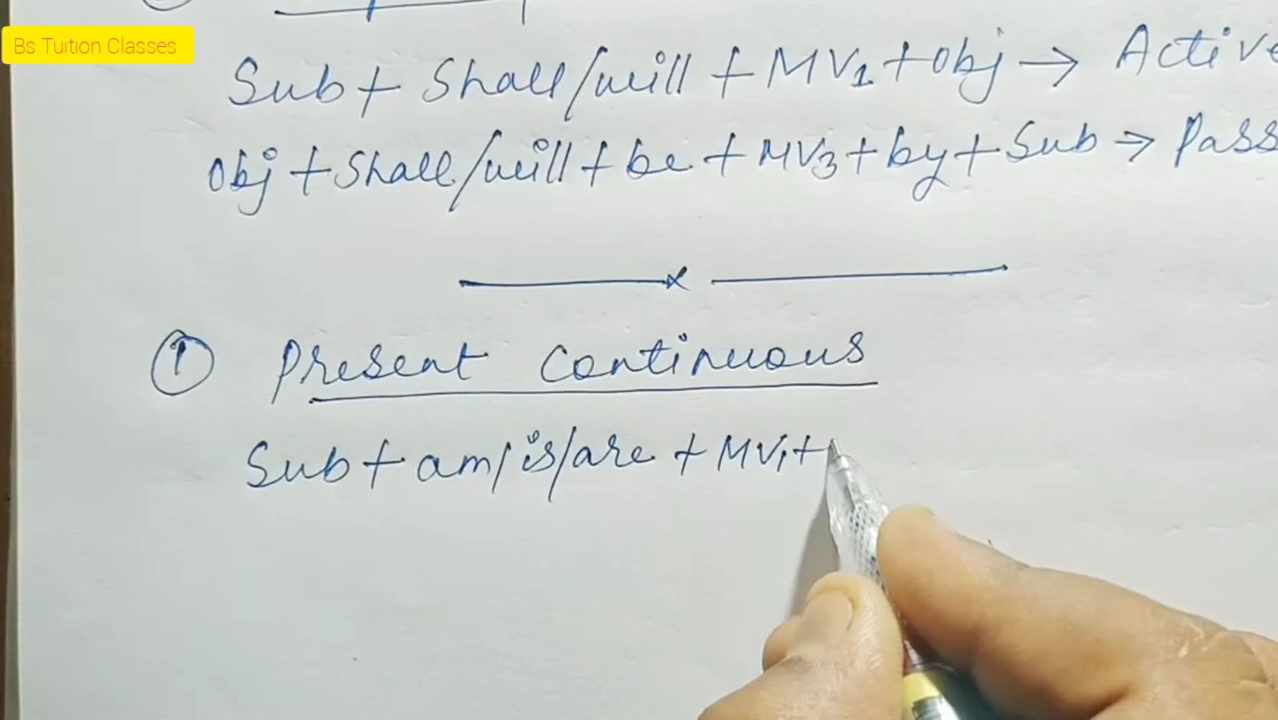 Bs Tuition Classes
Sub + Shall/will + MV1 + Obj → Active
Obj + Shall/will + be + MV3 + by + Sub → Pass
① Present Continuous
Sub + am/is/are + MV1 +